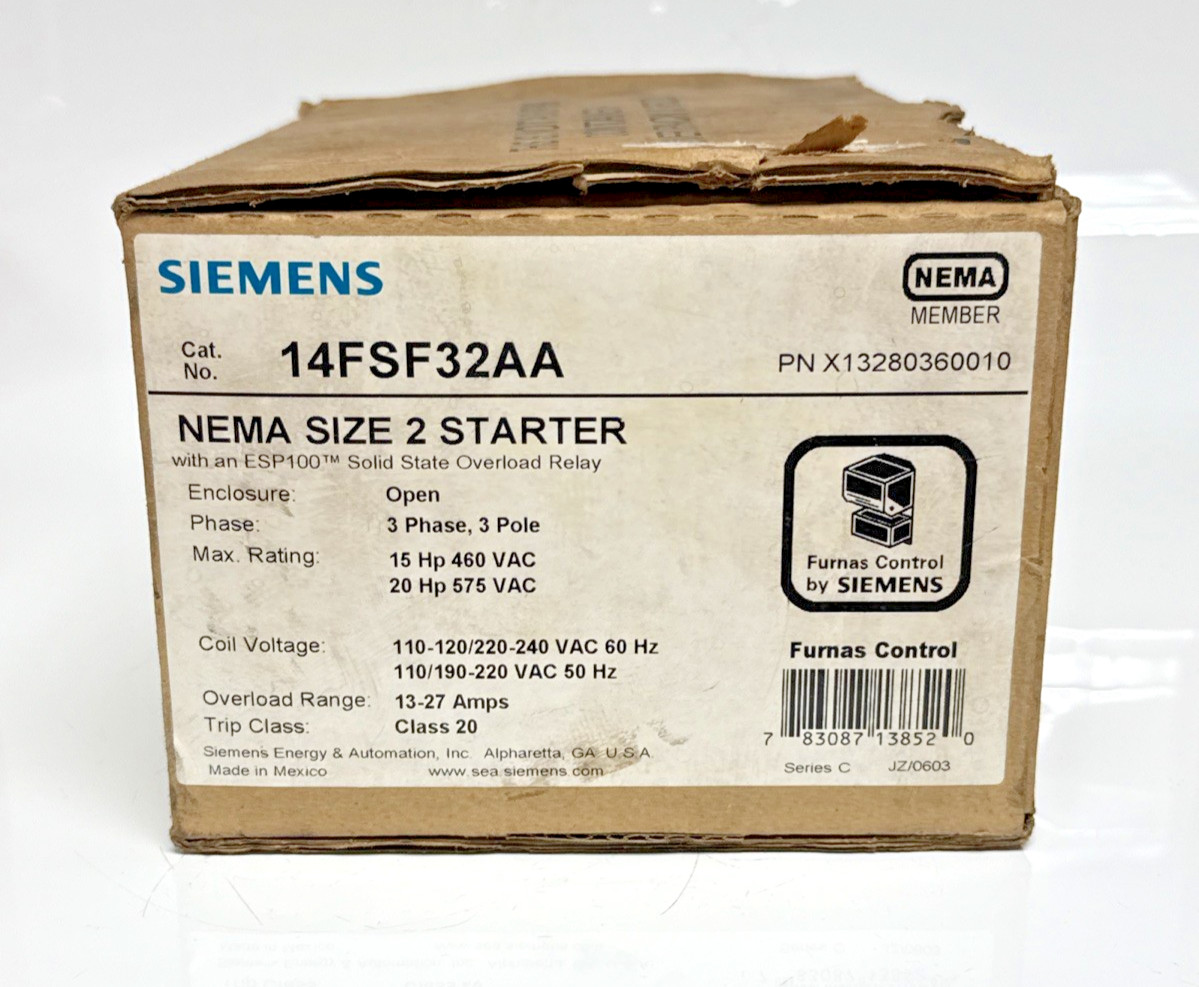 SIEMENS
NEMA
MEMBER
Cat. No. 14FSF32AA
PN X13280360010
NEMA SIZE 2 STARTER
with an ESP100™ Solid State Overload Relay
Enclosure: Open
Phase: 3 Phase, 3 Pole
Max. Rating: 15 Hp 460 VAC
20 Hp 575 VAC
Coil Voltage: 110-120/220-240 VAC 60 Hz
110/190-220 VAC 50 Hz
Overload Range: 13-27 Amps
Trip Class: Class 20
Siemens Energy & Automation, Inc. Alpharetta, GA U.S.A.
Made in Mexico www.sea.siemens.com
Furnas Control
by SIEMENS
Furnas Control
7 83087 13852 0
Series C JZ/0603